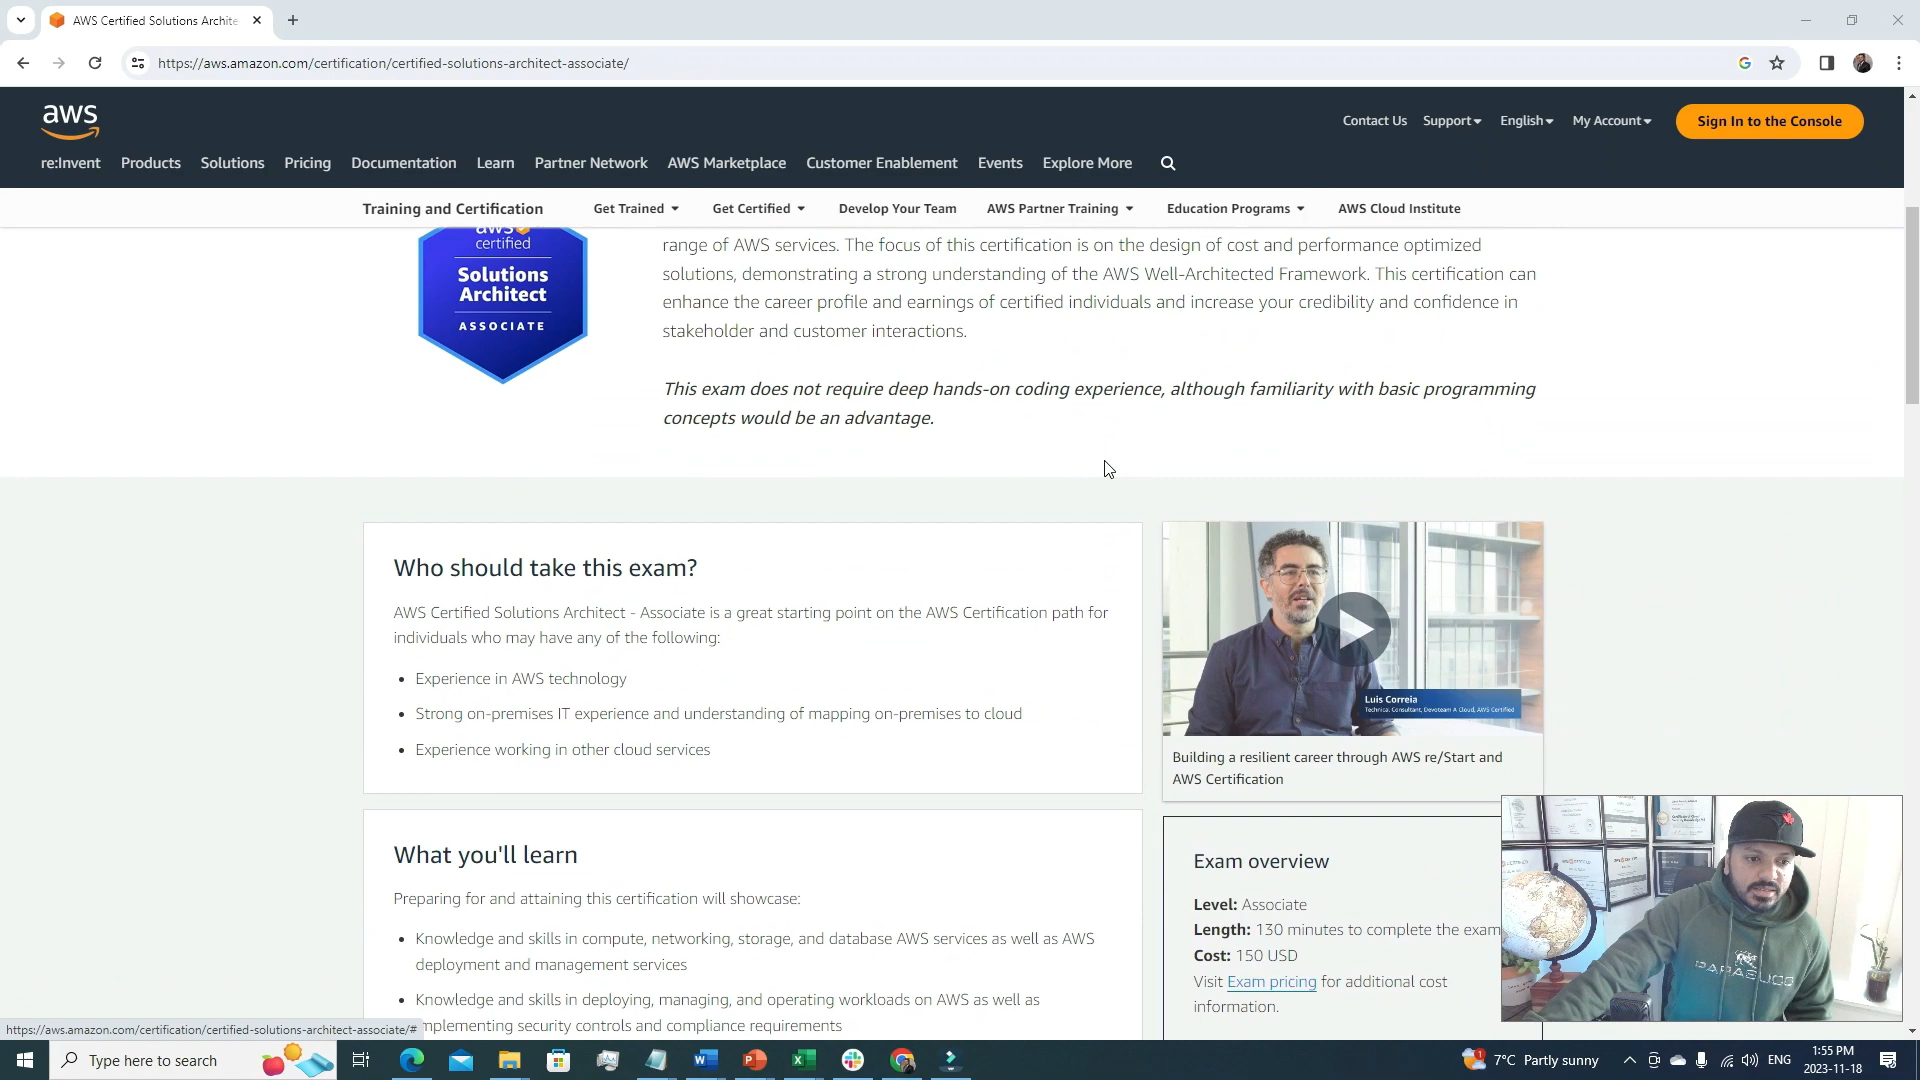 AWS Certified Solutions Archite
https://aws.amazon.com/certification/certified-solutions-architect-associate/
aws
Contact Us Support English My Account Sign In to the Console
re:Invent Products Solutions Pricing Documentation Learn Partner Network AWS Marketplace Customer Enablement Events Explore More
Training and Certification Get Trained Get Certified Develop Your Team AWS Partner Training Education Programs AWS Cloud Institute
aws
certified
Solutions
Architect
ASSOCIATE
range of AWS services. The focus of this certification is on the design of cost and performance optimized
solutions, demonstrating a strong understanding of the AWS Well-Architected Framework. This certification can
enhance the career profile and earnings of certified individuals and increase your credibility and confidence in
stakeholder and customer interactions.
This exam does not require deep hands-on coding experience, although familiarity with basic programming
concepts would be an advantage.
Who should take this exam?
AWS Certified Solutions Architect - Associate is a great starting point on the AWS Certification path for
individuals who may have any of the following:
• Experience in AWS technology
• Strong on-premises IT experience and understanding of mapping on-premises to cloud
• Experience working in other cloud services
Luis Correia
Technical Consultant, Devoteam A Cloud, AWS Certified
Building a resilient career through AWS re/Start and
AWS Certification
What you'll learn
Preparing for and attaining this certification will showcase:
• Knowledge and skills in compute, networking, storage, and database AWS services as well as AWS
deployment and management services
• Knowledge and skills in deploying, managing, and operating workloads on AWS as well as
implementing security controls and compliance requirements
Exam overview
Level: Associate
Length: 130 minutes to complete the exam
Cost: 150 USD
Visit Exam pricing for additional cost
information.
PARASUCO
https://aws.amazon.com/certification/certified-solutions-architect-associate/#
Type here to search
1
7°C Partly sunny
ENG
1:55 PM
2023-11-18